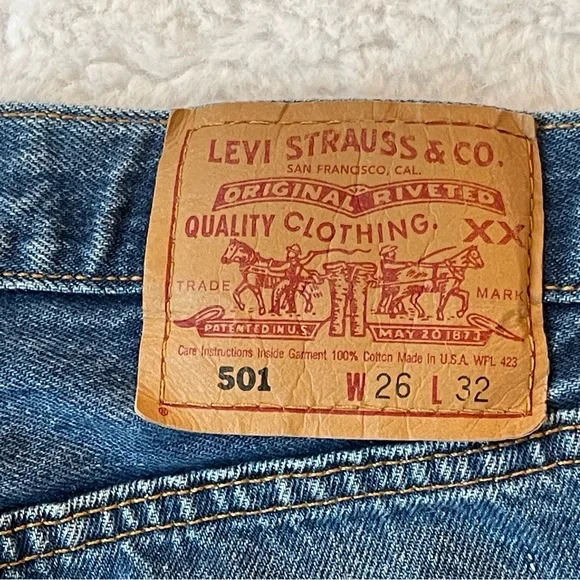 LEVI STRAUSS & CO.
SAN FRANCISCO, CAL.
ORIGINAL RIVETED
QUALITY CLOTHING. XX
TRADE MARK
PATENTED IN U.S. MAY 20 1873
Care Instructions Inside Garment 100% Cotton Made In U.S.A. WPL 423
501 W 26 L 32
®